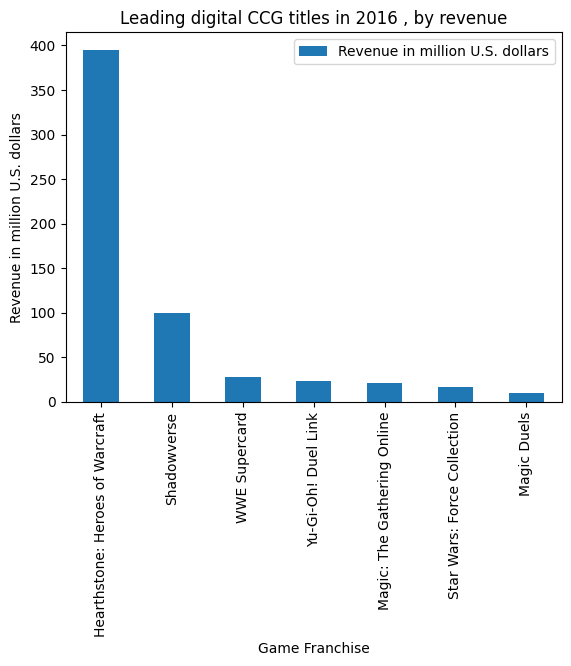 Leading digital CCG titles in 2016 , by revenue
Revenue in million U.S. dollars
Revenue in million U.S. dollars
400
350
300
250
200
150
100
50
0
Hearthstone: Heroes of Warcraft
Shadowverse
WWE Supercard
Yu-Gi-Oh! Duel Link
Magic: The Gathering Online
Star Wars: Force Collection
Magic Duels
Game Franchise